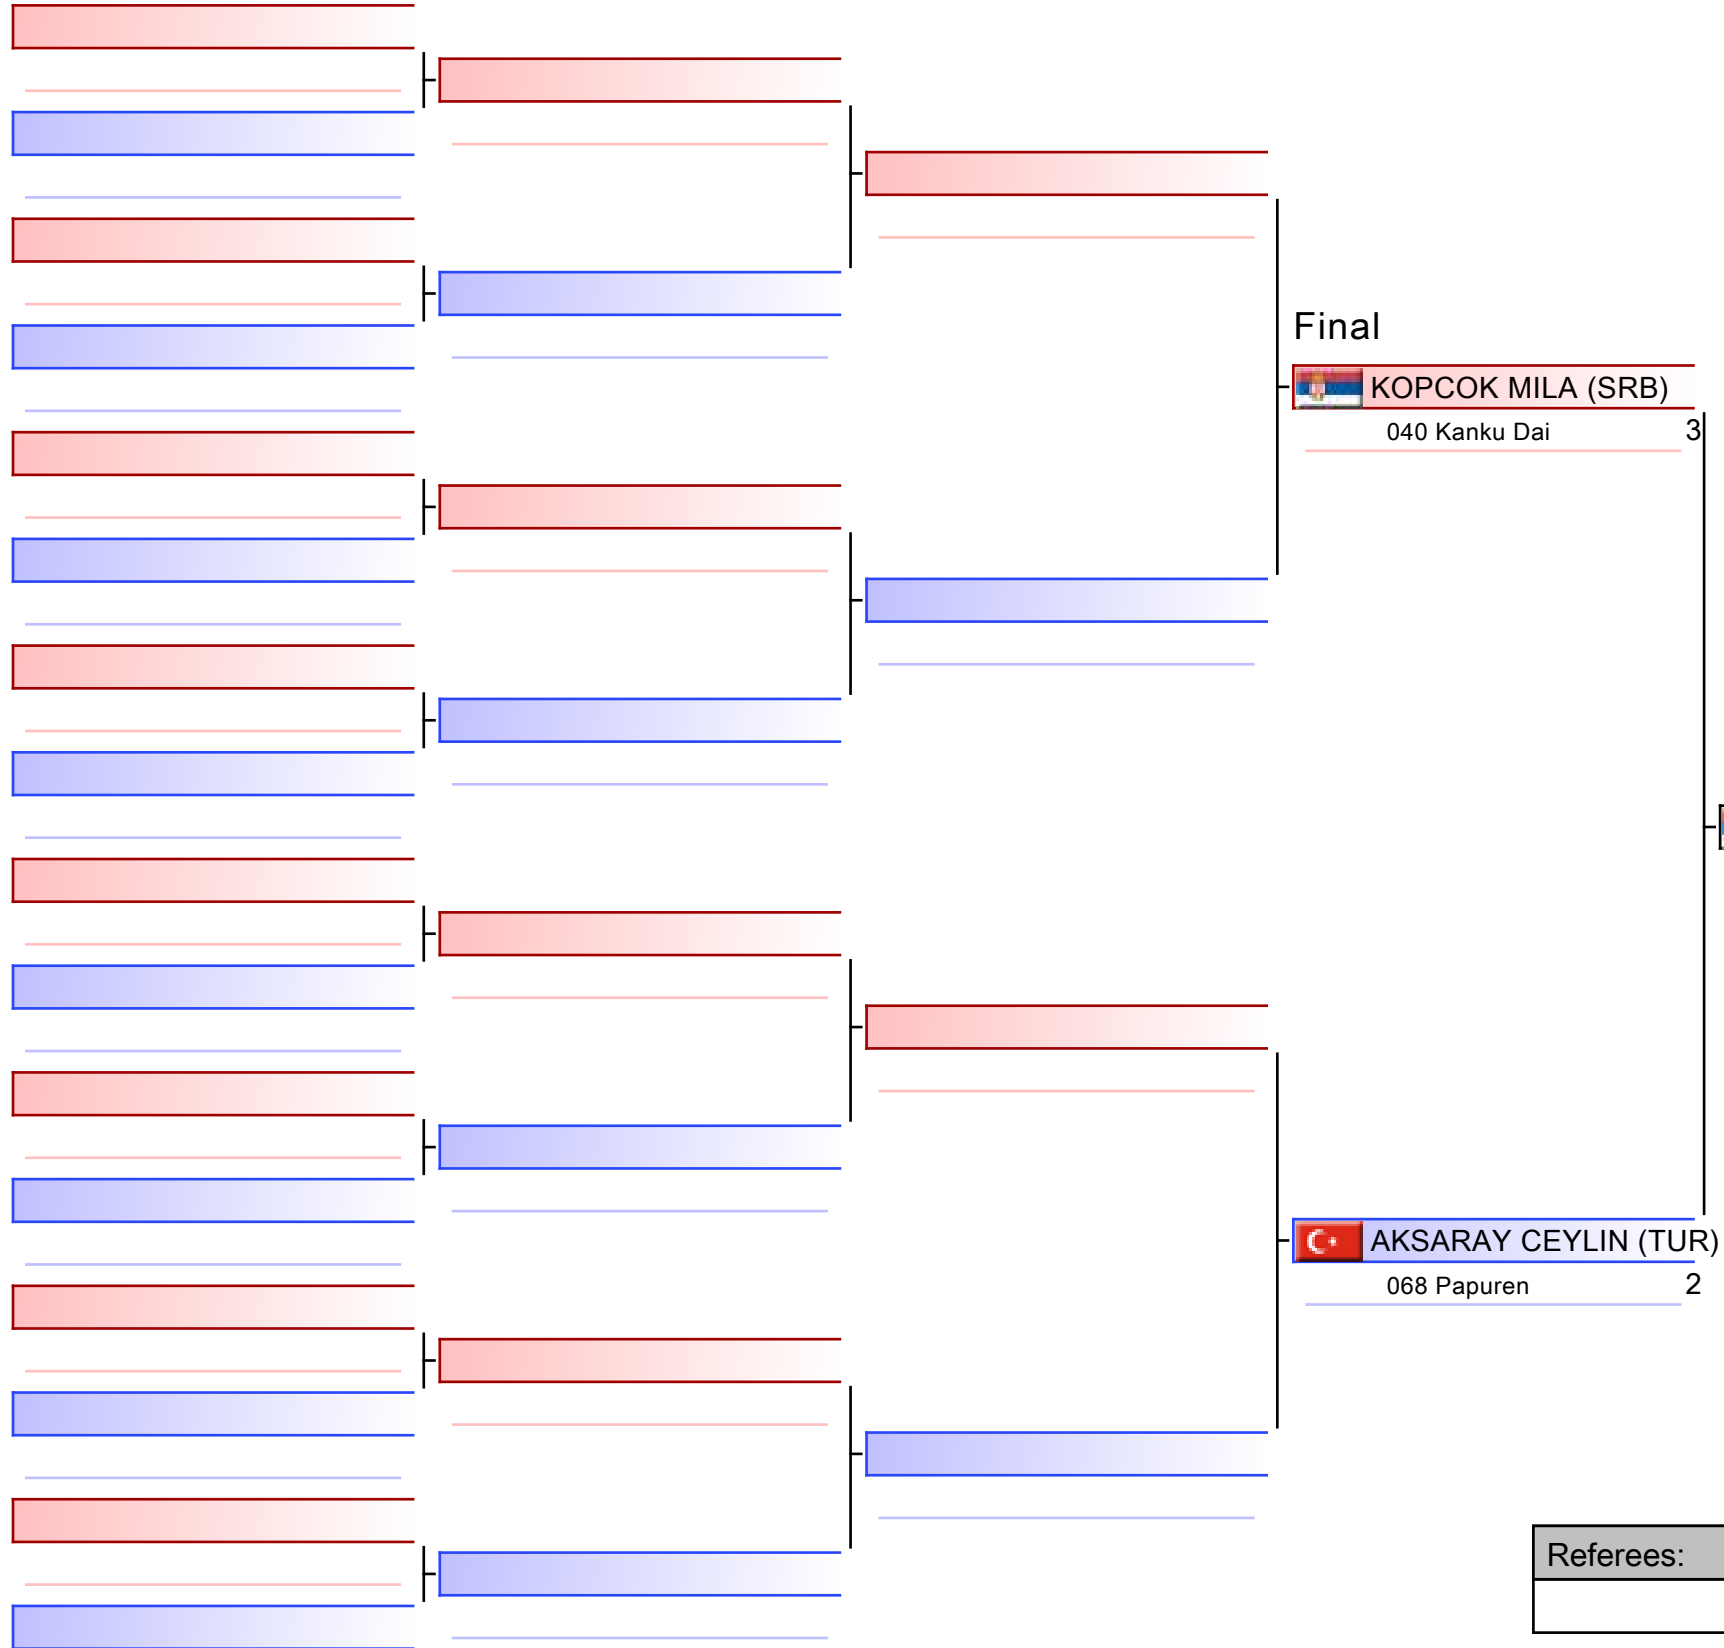 Final
KOPCOK MILA (SRB)
040 Kanku Dai 3
AKSARAY CEYLIN (TUR)
068 Papuren 2
Referees: